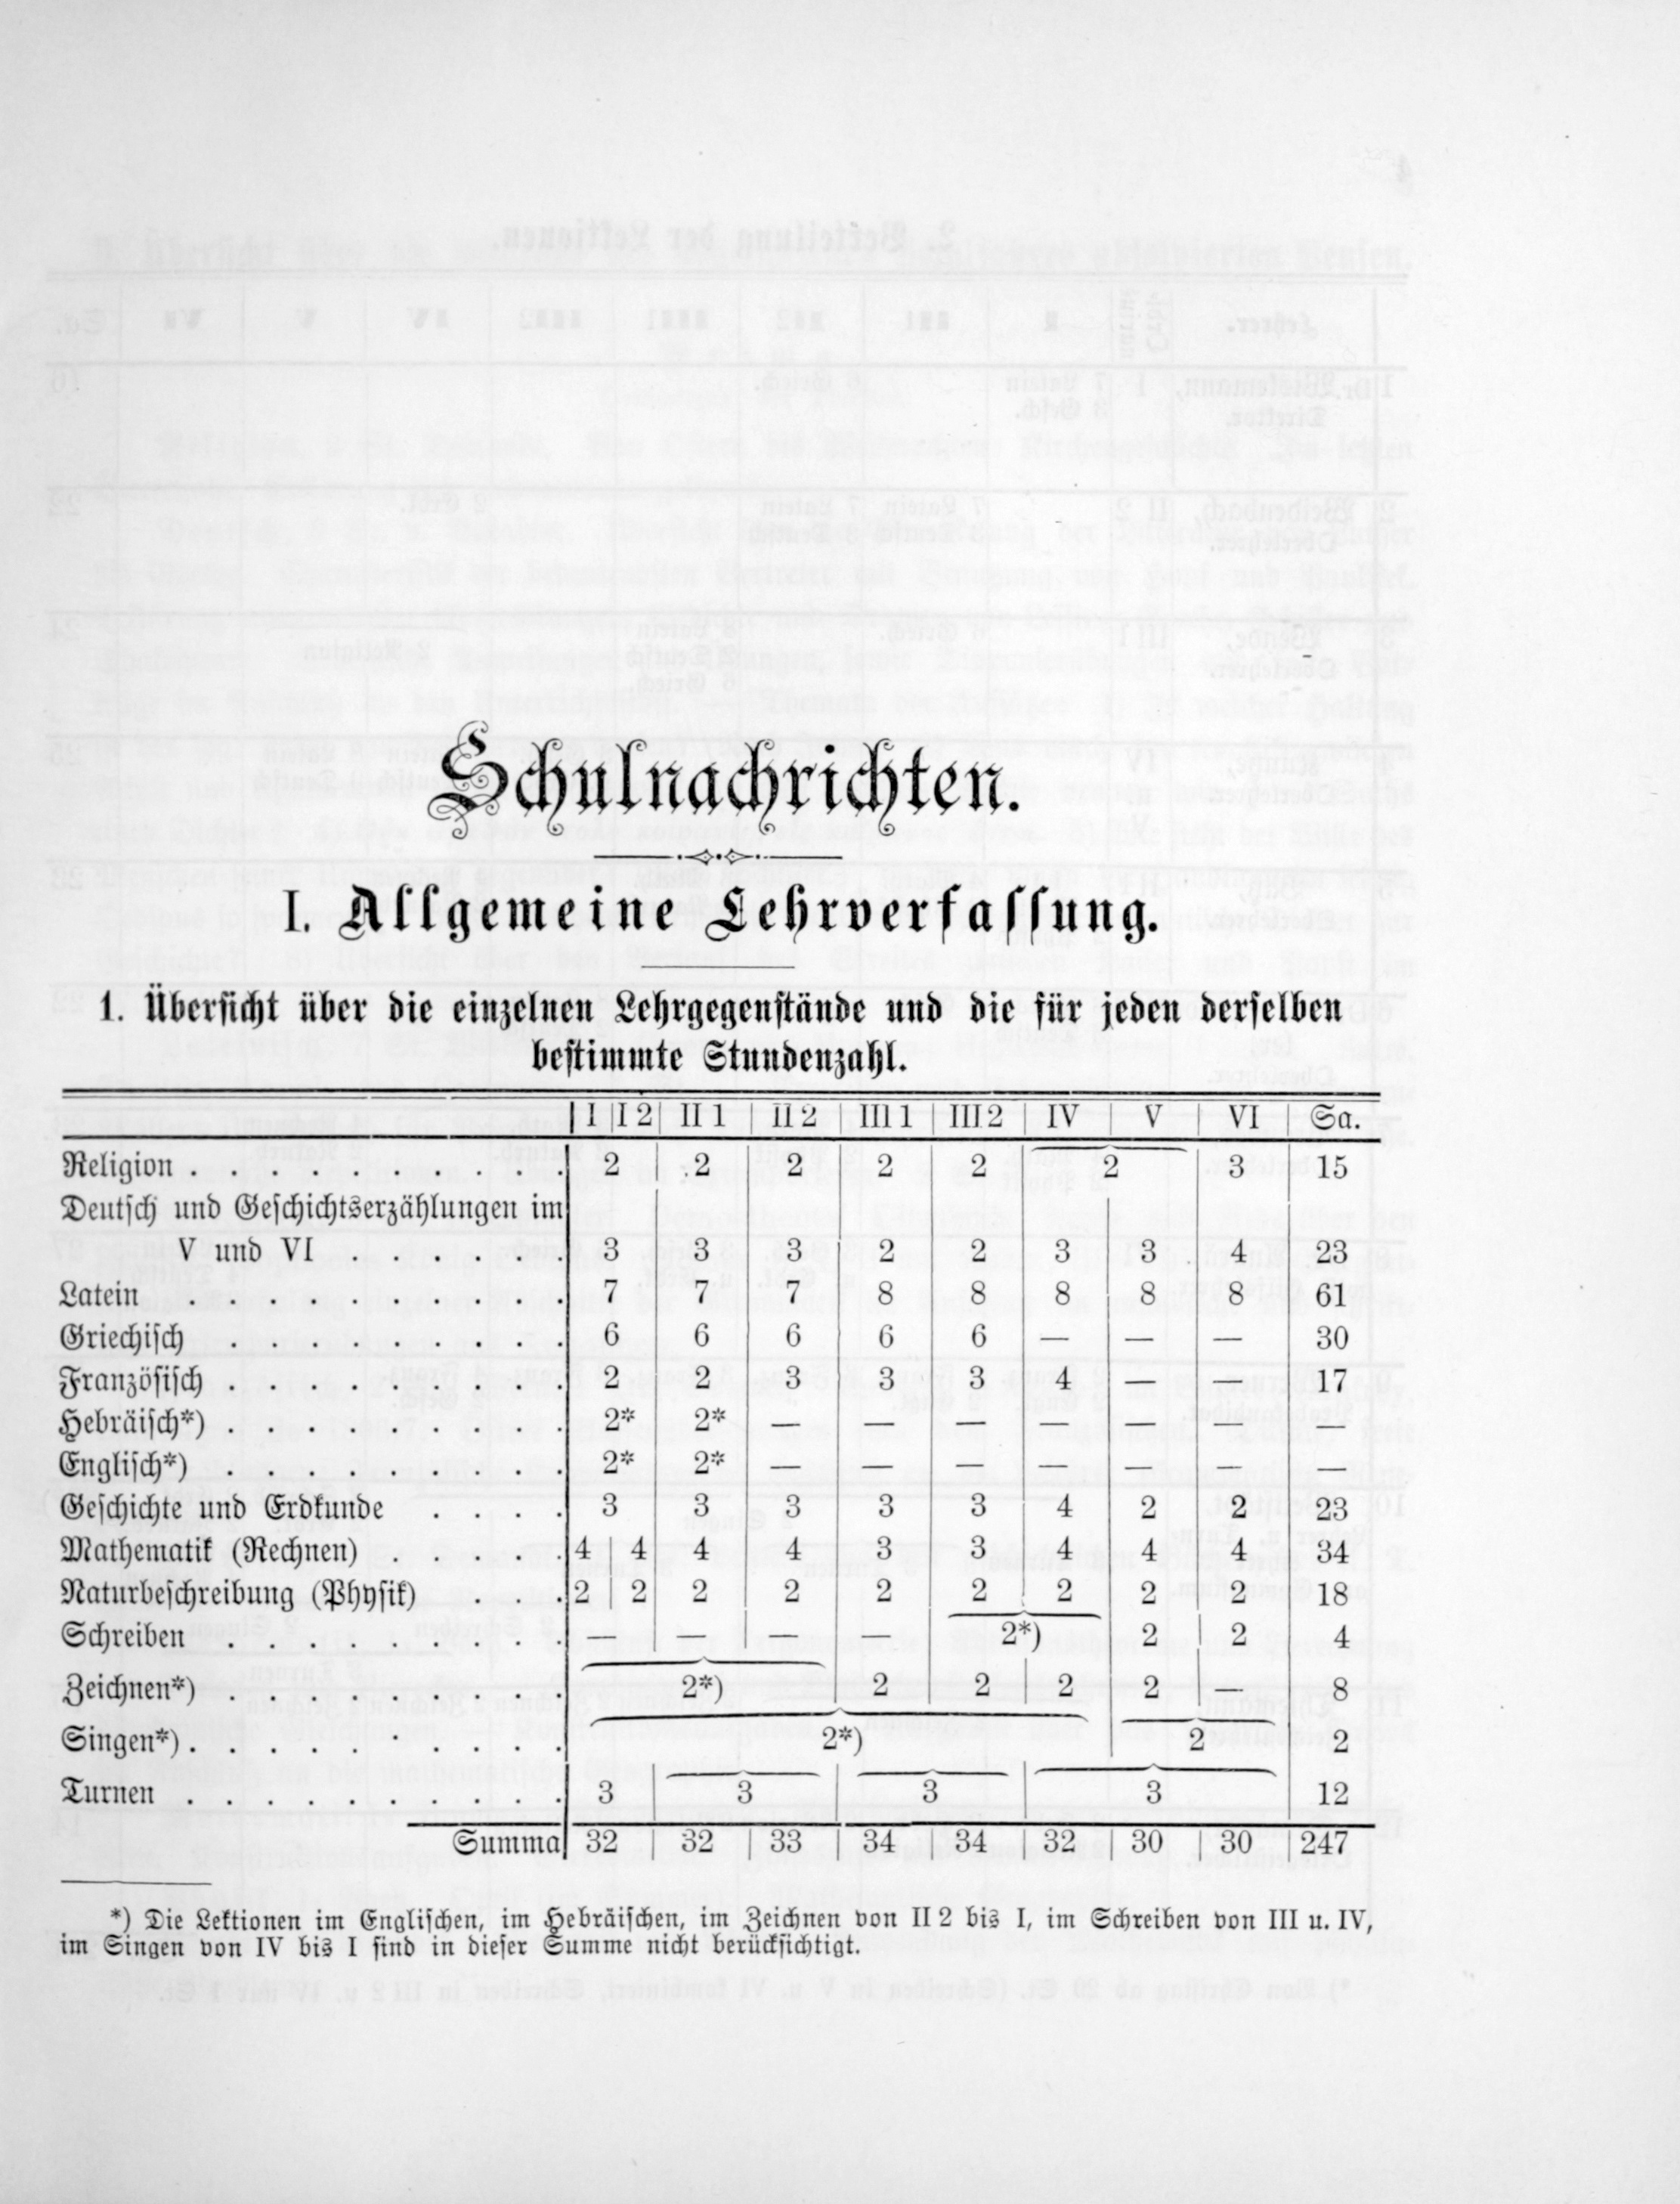 Schulnachrichten.
I. Allgemeine Lehrverfassung.
1. Übersicht über die einzelnen Lehrgegenstände und die für jeden derselben
bestimmte Stundenzahl.
| I | I 2 | II 1 | II 2 | III 1 | III 2 | IV | V | VI | Sa.
Religion . . . . . . . . . 2 2 2 2 2 2 3 15
Deutsch und Geschichtserzählungen im
V und VI . . . . . . 3 3 3 2 2 3 3 4 23
Latein . . . . . . . . . . 7 7 7 8 8 8 8 8 61
Griechisch . . . . . . . . . 6 6 6 6 6 — — — 30
Französisch . . . . . . . . . 2 2 3 3 3 4 — — 17
Hebräisch*) . . . . . . . . . 2* 2* — — — — — — —
Englisch*) . . . . . . . . . 2* 2* — — — — — — —
Geschichte und Erdkunde . . . . 3 3 3 3 3 4 2 2 23
Mathematik (Rechnen) . . . . . 4 | 4 4 4 3 3 4 4 4 34
Naturbeschreibung (Physik) . . . 2 | 2 2 2 2 2 2 2 2 18
Schreiben . . . . . . . . . — — — — 2*) 2 2 4
Zeichnen*) . . . . . . . . . 2*) 2 2 2 2 — 8
Singen*) . . . . . . . . . . 2*) 2 2
Turnen . . . . . . . . . . 3 3 3 3 12
Summa 32 | 32 | 33 | 34 | 34 | 32 | 30 | 30 | 247
*) Die Lektionen im Englischen, im Hebräischen, im Zeichnen von II 2 bis I, im Schreiben von III u. IV,
im Singen von IV bis I sind in dieser Summe nicht berücksichtigt.